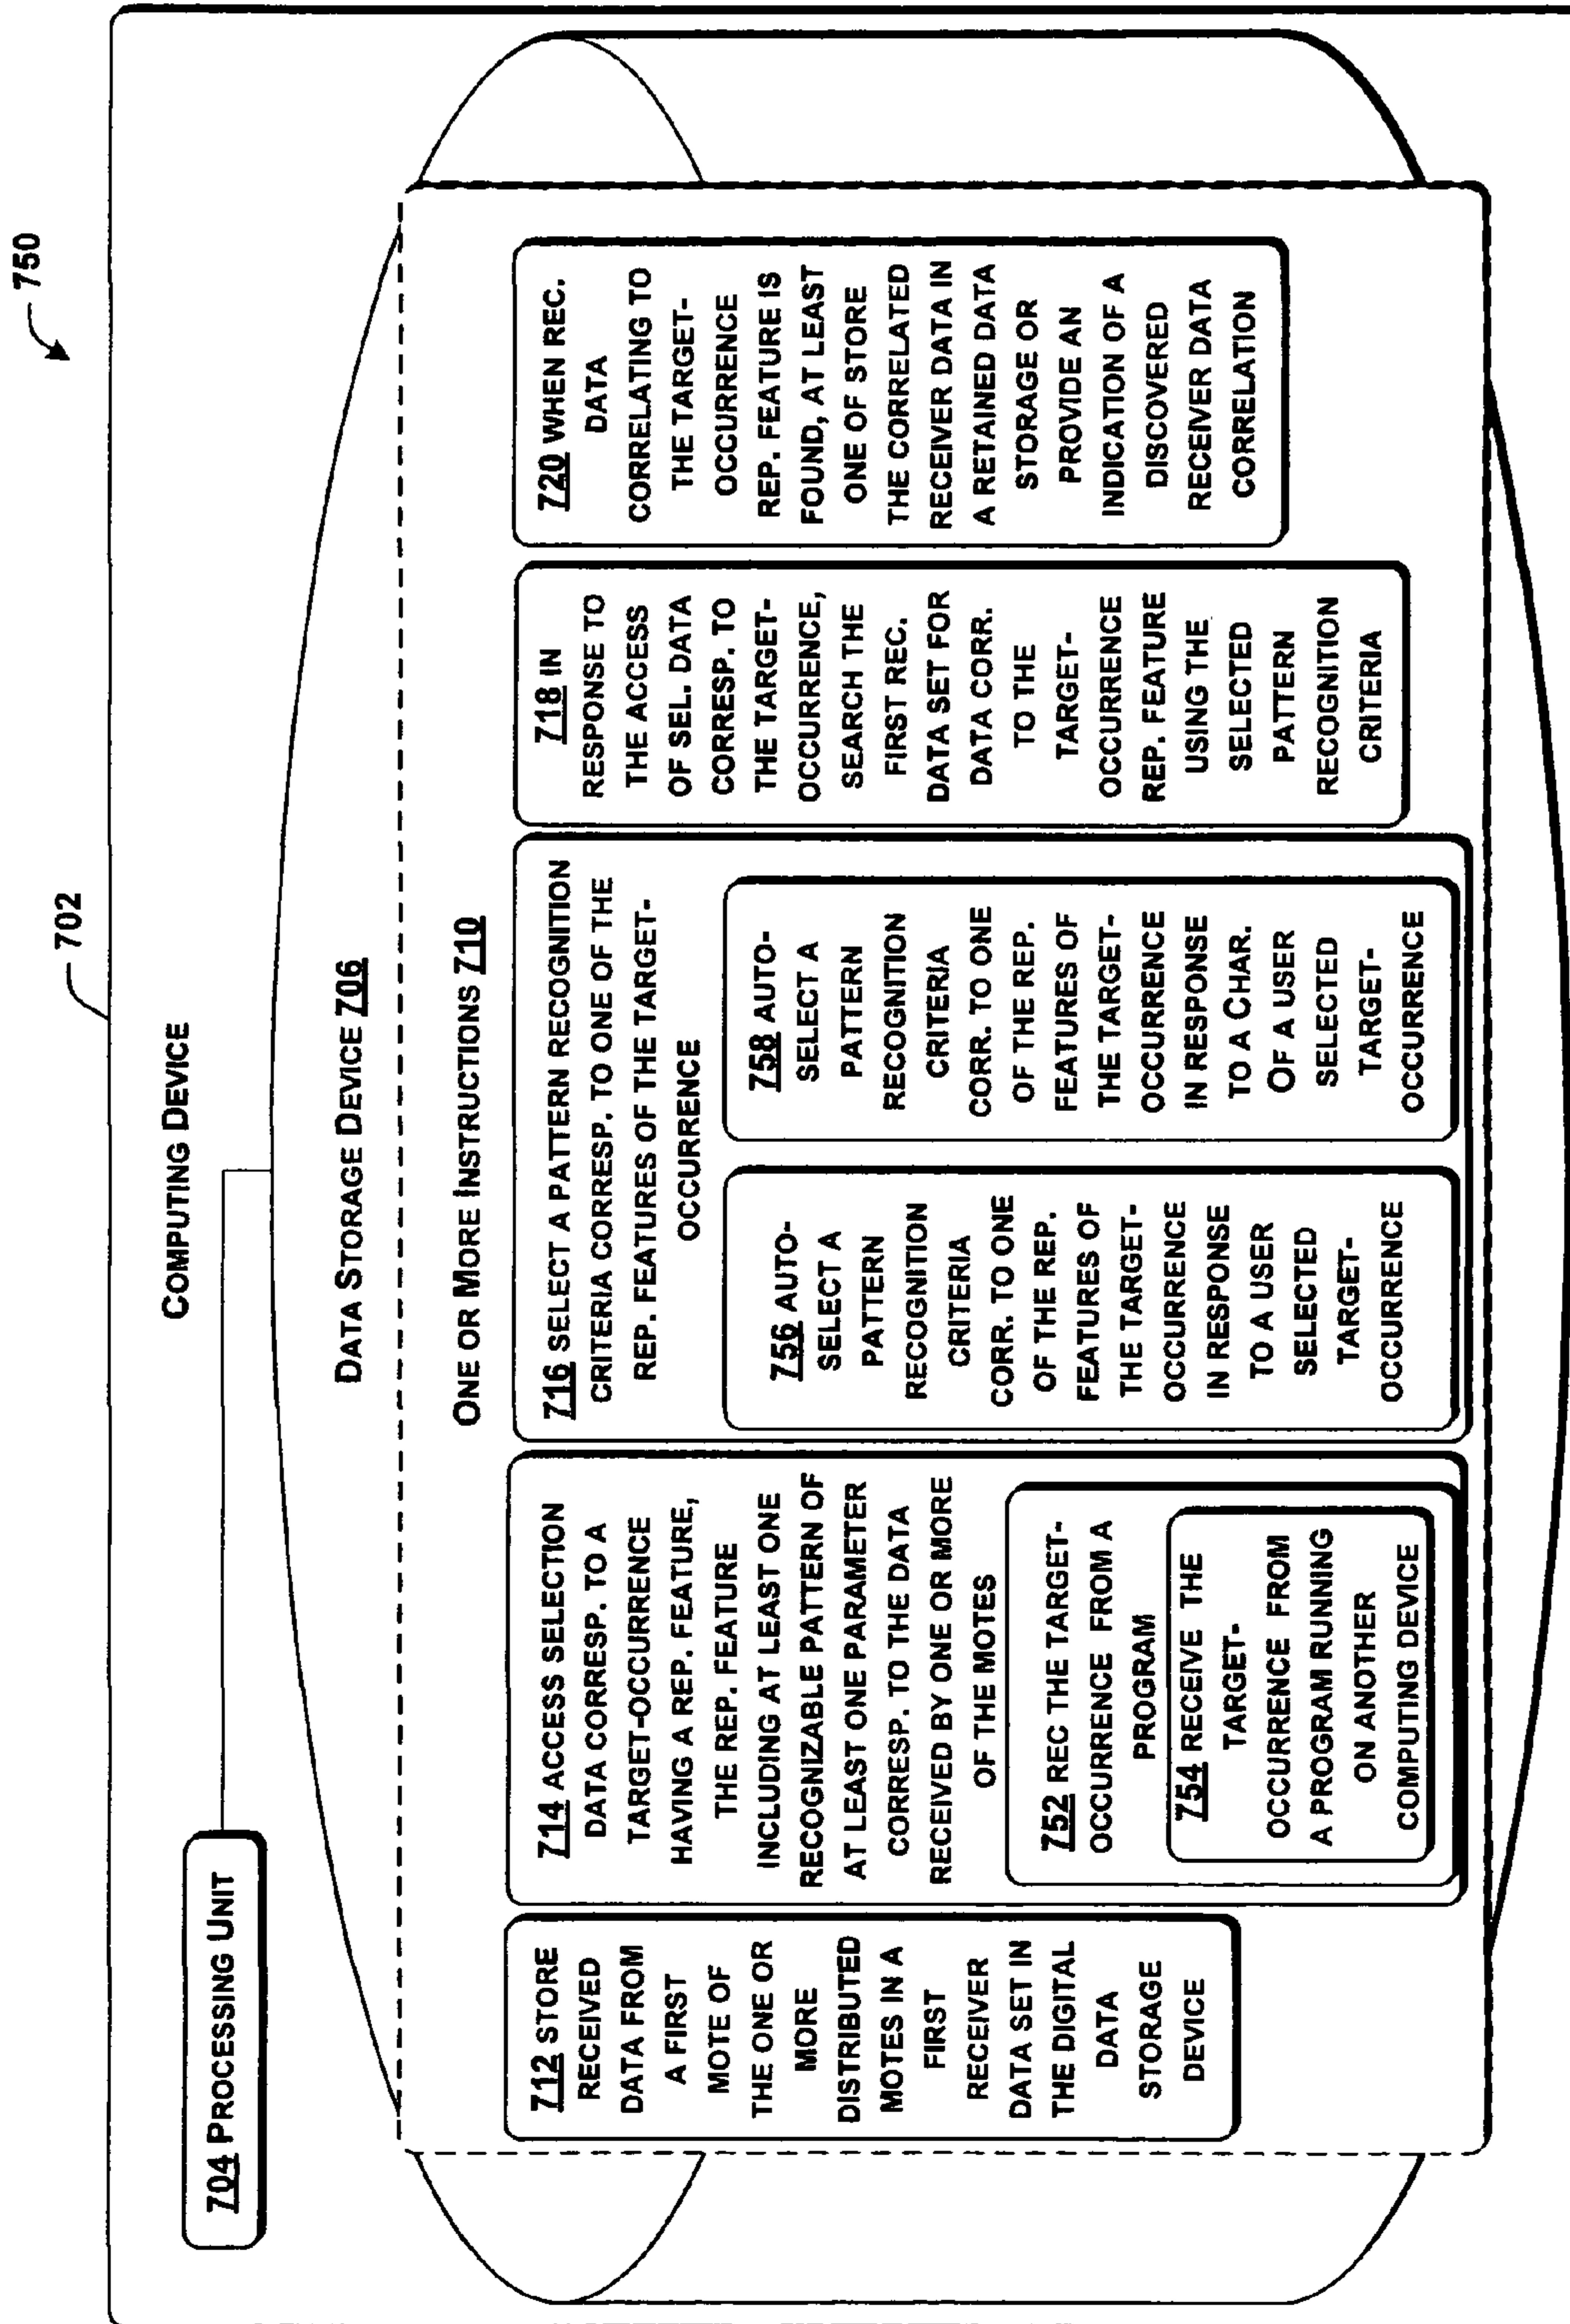 750
702
COMPUTING DEVICE
704 PROCESSING UNIT
DATA STORAGE DEVICE 706
ONE OR MORE INSTRUCTIONS 710
712 STORE
RECEIVED
DATA FROM
A FIRST
MOTE OF
THE ONE OR
MORE
DISTRIBUTED
MOTES IN A
FIRST
RECEIVER
DATA SET IN
THE DIGITAL
DATA
STORAGE
DEVICE
714 ACCESS SELECTION
DATA CORRESP. TO A
TARGET-OCCURRENCE
HAVING A REP. FEATURE,
THE REP. FEATURE
INCLUDING AT LEAST ONE
RECOGNIZABLE PATTERN OF
AT LEAST ONE PARAMETER
CORRESP. TO THE DATA
RECEIVED BY ONE OR MORE
OF THE MOTES
752 REC THE TARGET-
OCCURRENCE FROM A
PROGRAM
754 RECEIVE THE
TARGET-
OCCURRENCE FROM
A PROGRAM RUNNING
ON ANOTHER
COMPUTING DEVICE
716 SELECT A PATTERN RECOGNITION
CRITERIA CORRESP. TO ONE OF THE
REP. FEATURES OF THE TARGET-
OCCURRENCE
756 AUTO-
SELECT A
PATTERN
RECOGNITION
CRITERIA
CORR. TO ONE
OF THE REP.
FEATURES OF
THE TARGET-
OCCURRENCE
IN RESPONSE
TO A USER
SELECTED
TARGET-
OCCURRENCE
758 AUTO-
SELECT A
PATTERN
RECOGNITION
CRITERIA
CORR. TO ONE
OF THE REP.
FEATURES OF
THE TARGET-
OCCURRENCE
IN RESPONSE
TO A CHAR.
OF A USER
SELECTED
TARGET-
OCCURRENCE
718 IN
RESPONSE TO
THE ACCESS
OF SEL. DATA
CORRESP. TO
THE TARGET-
OCCURRENCE,
SEARCH THE
FIRST REC.
DATA SET FOR
DATA CORR.
TO THE
TARGET-
OCCURRENCE
REP. FEATURE
USING THE
SELECTED
PATTERN
RECOGNITION
CRITERIA
720 WHEN REC.
DATA
CORRELATING TO
THE TARGET-
OCCURRENCE
REP. FEATURE IS
FOUND, AT LEAST
ONE OF STORE
THE CORRELATED
RECEIVER DATA IN
A RETAINED DATA
STORAGE OR
PROVIDE AN
INDICATION OF A
DISCOVERED
RECEIVER DATA
CORRELATION